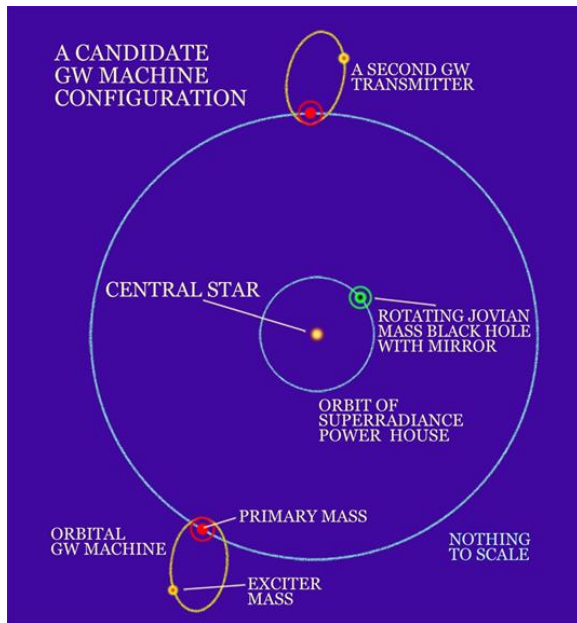 A CANDIDATE
GW MACHINE
CONFIGURATION
A SECOND GW
TRANSMITTER
CENTRAL STAR
ROTATING JOVIAN
MASS BLACK HOLE
WITH MIRROR
ORBIT OF
SUPERRADIANCE
POWER HOUSE
PRIMARY MASS
ORBITAL
GW MACHINE
NOTHING
TO SCALE
EXCITER
MASS